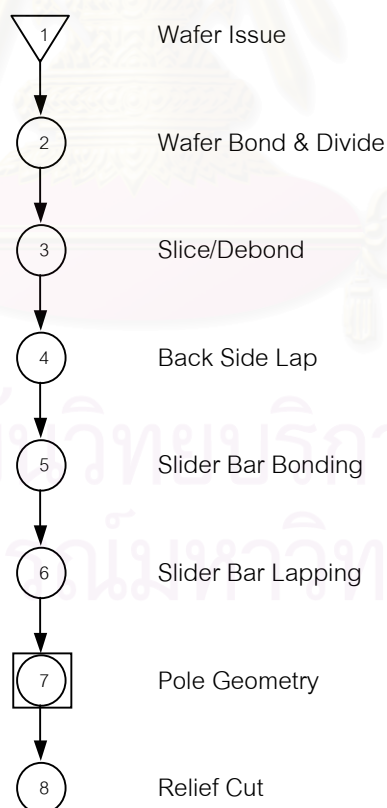 1 Wafer Issue
2 Wafer Bond & Divide
3 Slice/Debond
4 Back Side Lap
5 Slider Bar Bonding
6 Slider Bar Lapping
7 Pole Geometry
8 Relief Cut